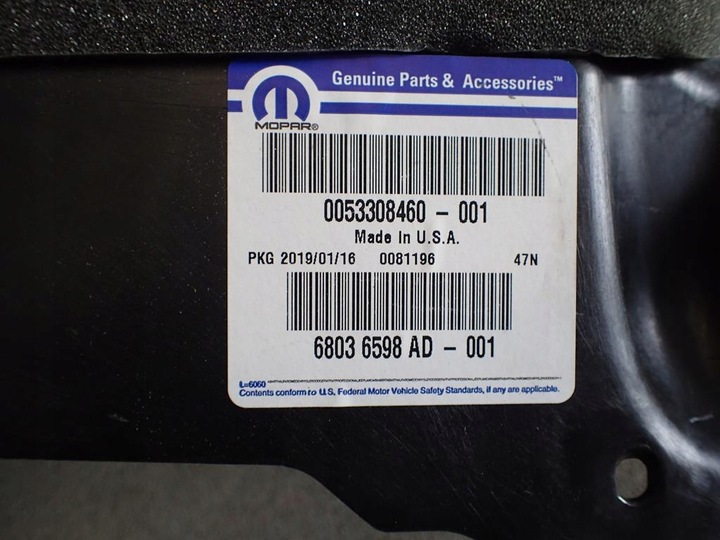 Genuine Parts & Accessories™
MOPAR®
0053308460 - 001
Made In U.S.A.
PKG 2019/01/16 0081196 47N
6803 6598 AD - 001
L=6060
Contents conform to U.S. Federal Motor Vehicle Safety Standards, if any are applicable.